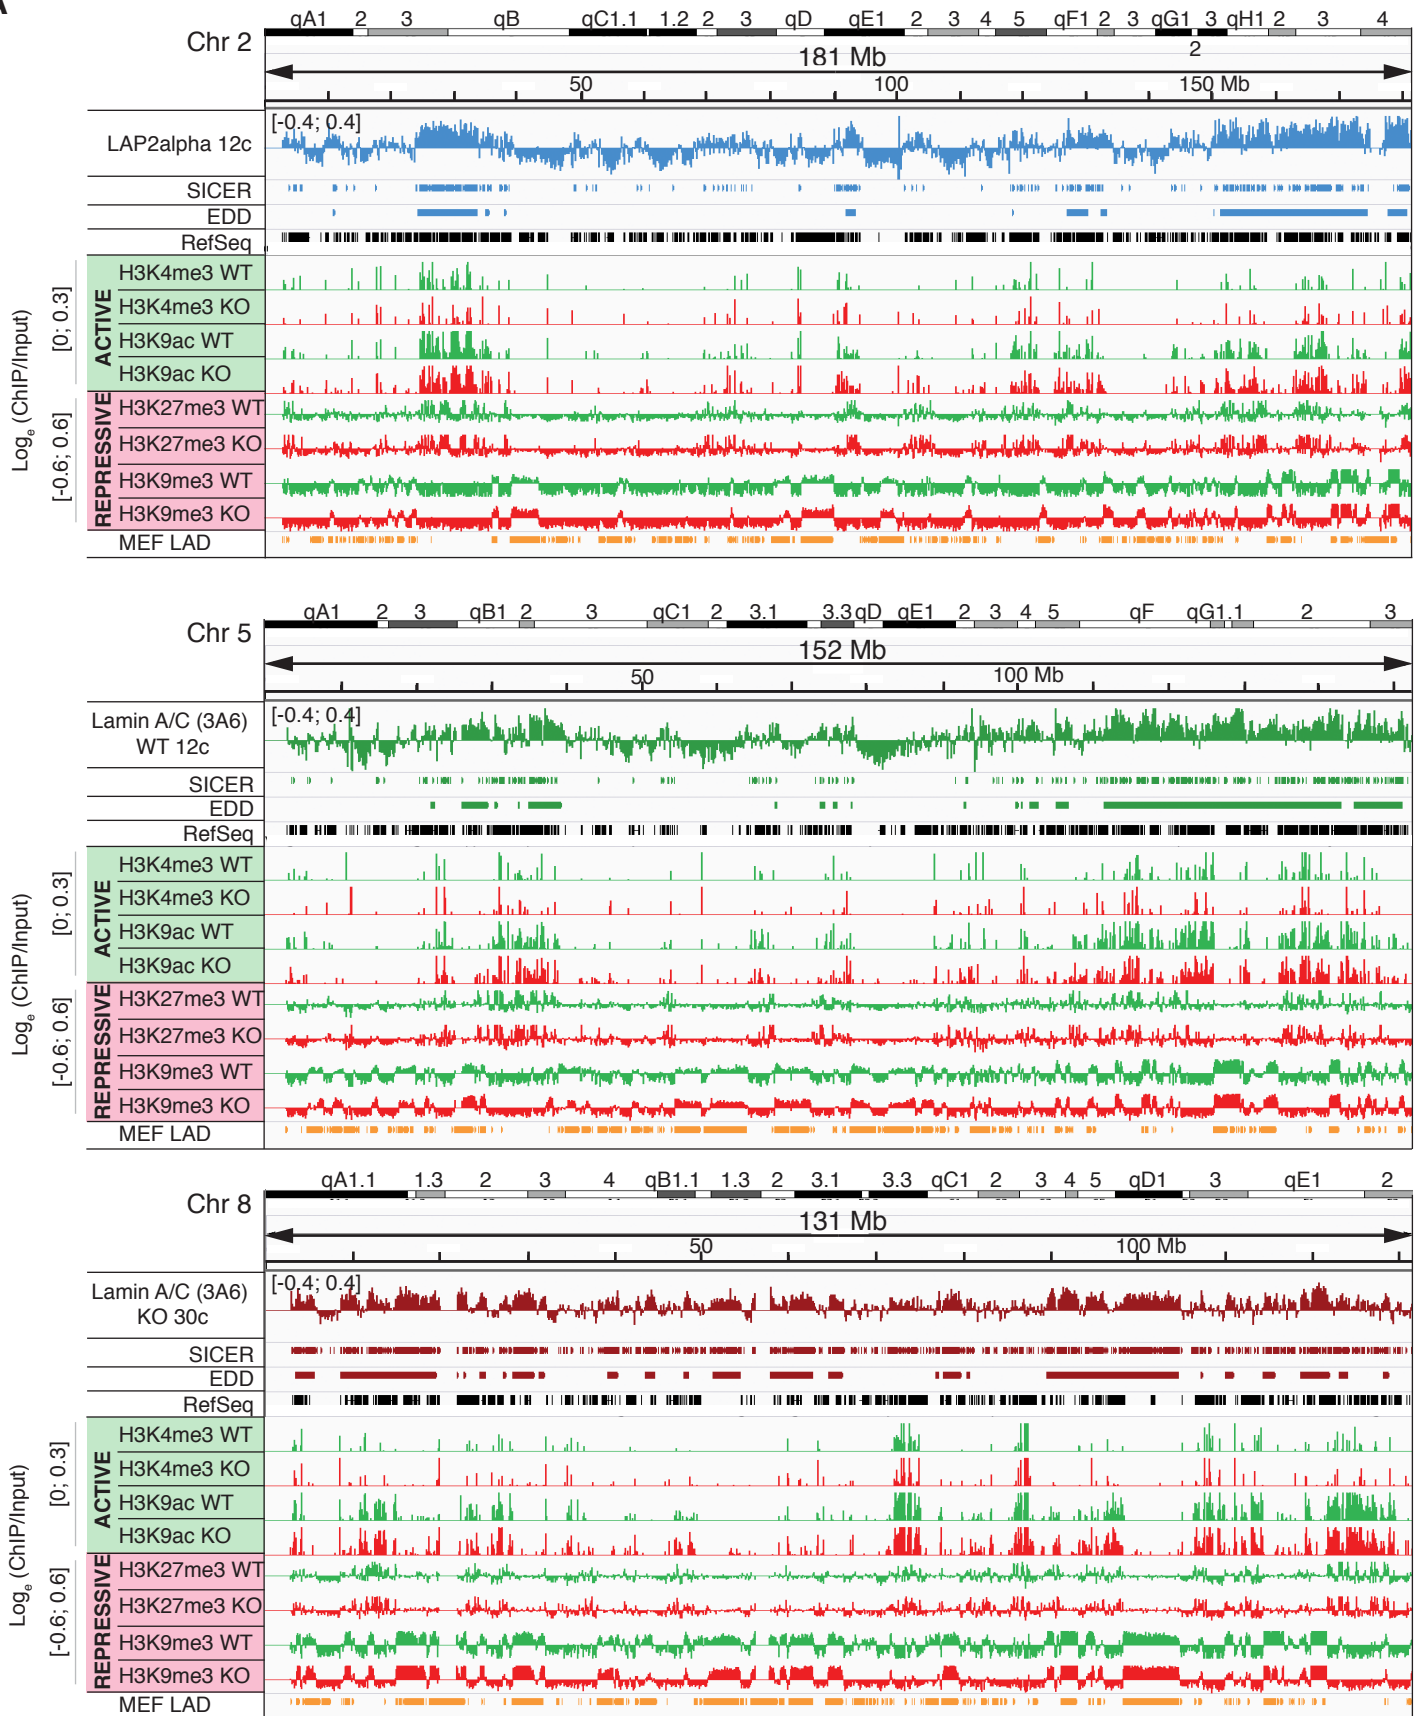 qA1 2 3 qB qC1.1 1.2 2 3 qD qE1 2 3 4 5 qF1 2 3 qG1 3 qH1 2 3 4
Chr 2
2
181 Mb
50 100 150 Mb
LAP2alpha 12c
[-0.4; 0.4]
SICER
EDD
RefSeq
Loge (ChIP/Input)
[0; 0.3]
ACTIVE
H3K4me3 WT
H3K4me3 KO
H3K9ac WT
H3K9ac KO
[-0.6; 0.6]
REPRESSIVE
H3K27me3 WT
H3K27me3 KO
H3K9me3 WT
H3K9me3 KO
MEF LAD
qA1 2 3 qB1 2 3 qC1 2 3.1 3.3 qD qE1 2 3 4 5 qF qG1.1 2 3
Chr 5
152 Mb
50 100 Mb
Lamin A/C (3A6)
WT 12c
[-0.4; 0.4]
SICER
EDD
RefSeq
Loge (ChIP/Input)
[0; 0.3]
ACTIVE
H3K4me3 WT
H3K4me3 KO
H3K9ac WT
H3K9ac KO
[-0.6; 0.6]
REPRESSIVE
H3K27me3 WT
H3K27me3 KO
H3K9me3 WT
H3K9me3 KO
MEF LAD
qA1.1 1.3 2 3 4 qB1.1 1.3 2 3.1 3.3 qC1 2 3 4 5 qD1 3 qE1 2
Chr 8
131 Mb
50 100 Mb
Lamin A/C (3A6)
KO 30c
[-0.4; 0.4]
SICER
EDD
RefSeq
Loge (ChIP/Input)
[0; 0.3]
ACTIVE
H3K4me3 WT
H3K4me3 KO
H3K9ac WT
H3K9ac KO
[-0.6; 0.6]
REPRESSIVE
H3K27me3 WT
H3K27me3 KO
H3K9me3 WT
H3K9me3 KO
MEF LAD